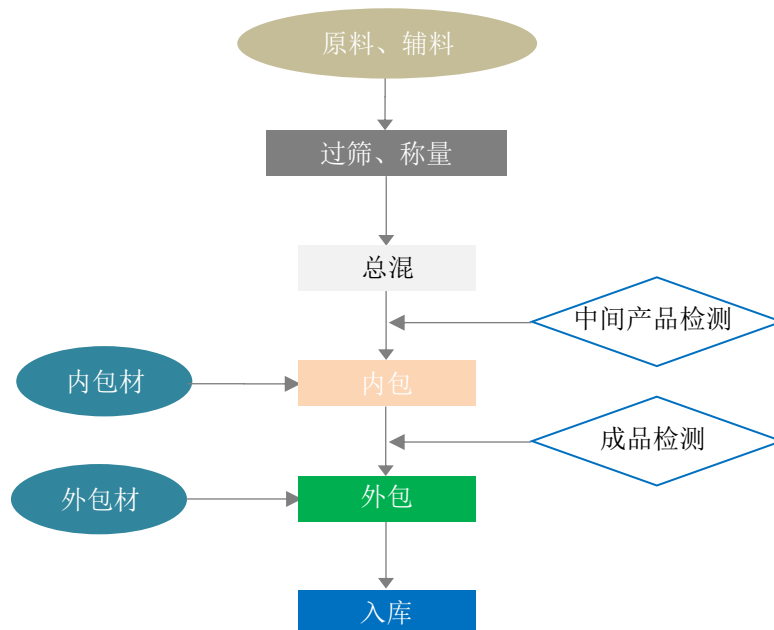 原料、辅料
过筛、称量
总混
中间产品检测
内包材
内包
成品检测
外包材
外包
入库